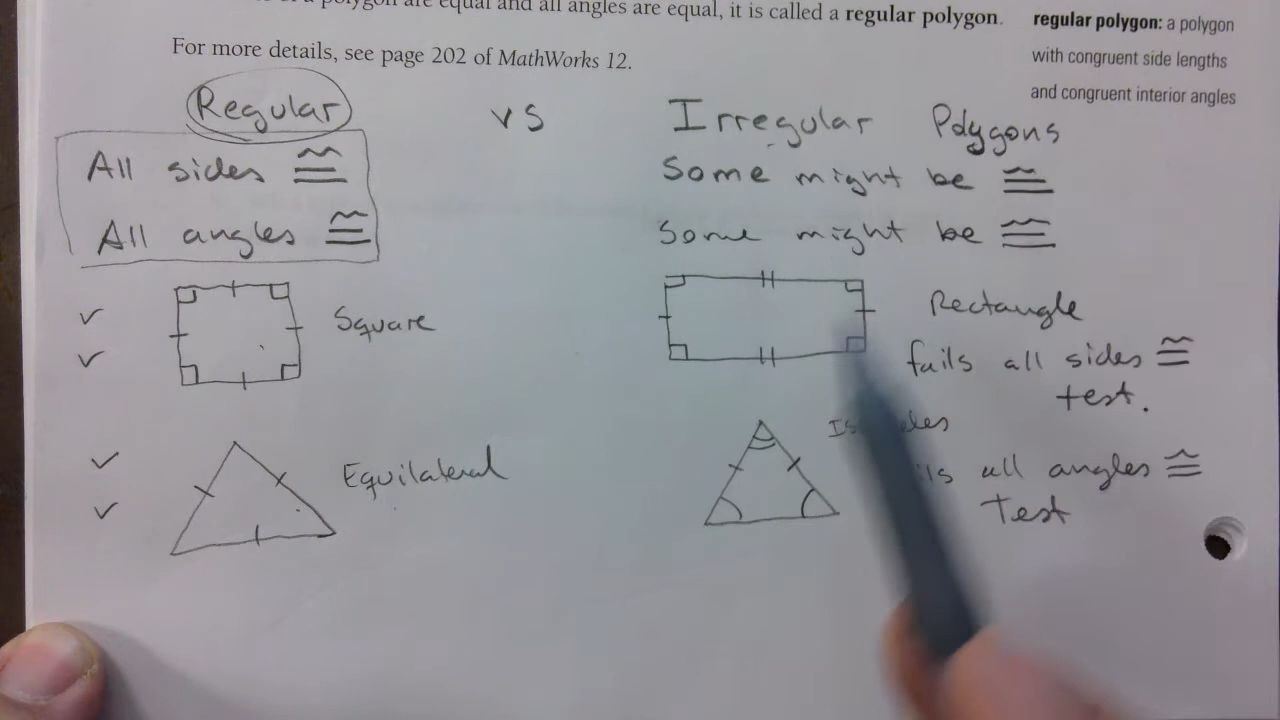 a polygon are equal and all angles are equal, it is called a regular polygon.
For more details, see page 202 of MathWorks 12.
regular polygon: a polygon
with congruent side lengths
and congruent interior angles
Regular vs Irregular Polygons
All sides ≅ Some might be ≅
All angles ≅ Some might be ≅
Square
Rectangle
fails all sides ≅
test.
Equilateral
all angles ≅
Test